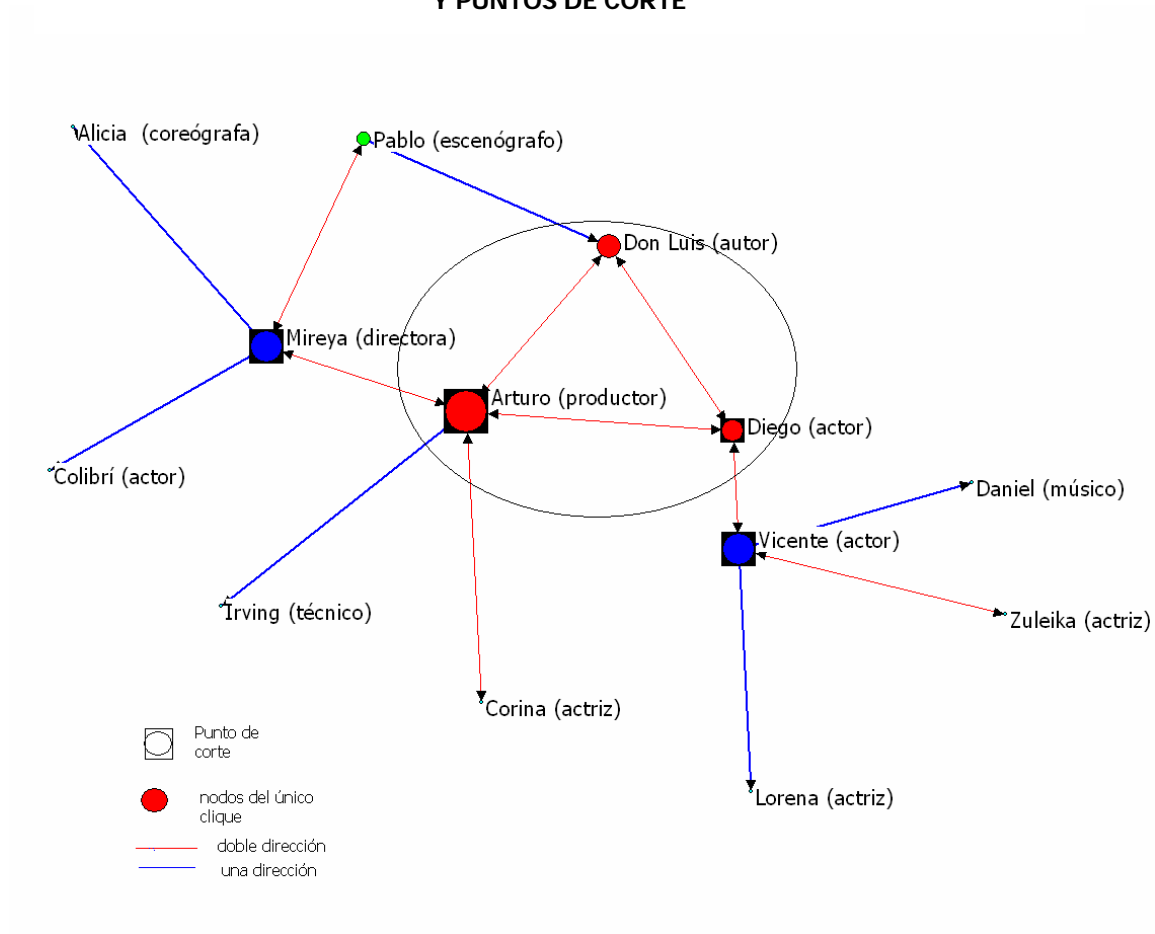 Y PUNTOS DE CORTE
Alicia (coreógrafa)
Pablo (escenógrafo)
Don Luis (autor)
Mireya (directora)
Arturo (productor)
Diego (actor)
Colibrí (actor)
Daniel (músico)
Vicente (actor)
Irving (técnico)
Zuleika (actriz)
Corina (actriz)
Punto de
corte
Lorena (actriz)
nodos del único
clique
doble dirección
una dirección